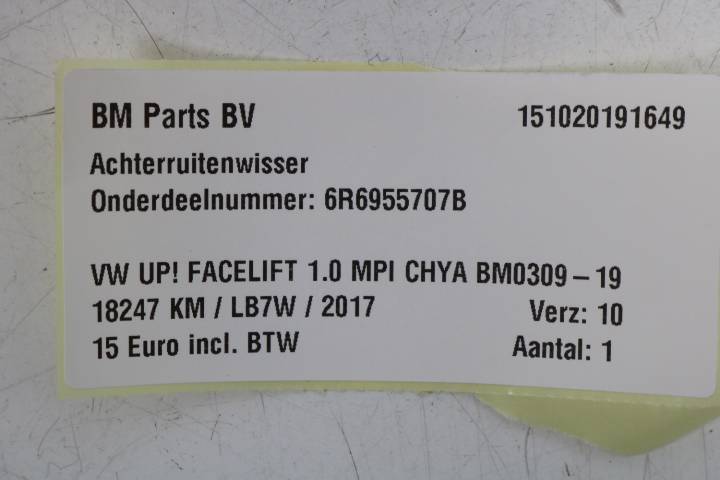 BM Parts BV 151020191649
Achterruitenwisser
Onderdeelnummer: 6R6955707B
VW UP! FACELIFT 1.0 MPI CHYA BM0309-19
18247 KM / LB7W / 2017 Verz: 10
15 Euro incl. BTW Aantal: 1